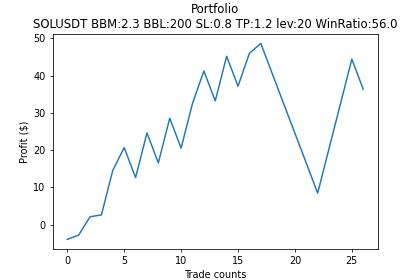 Portfolio
SOLUSDT BBM:2.3 BBL:200 SL:0.8 TP:1.2 lev:20 WinRatio:56.0
50
40
30
20
10
0
Profit ($)
0 5 10 15 20 25
Trade counts